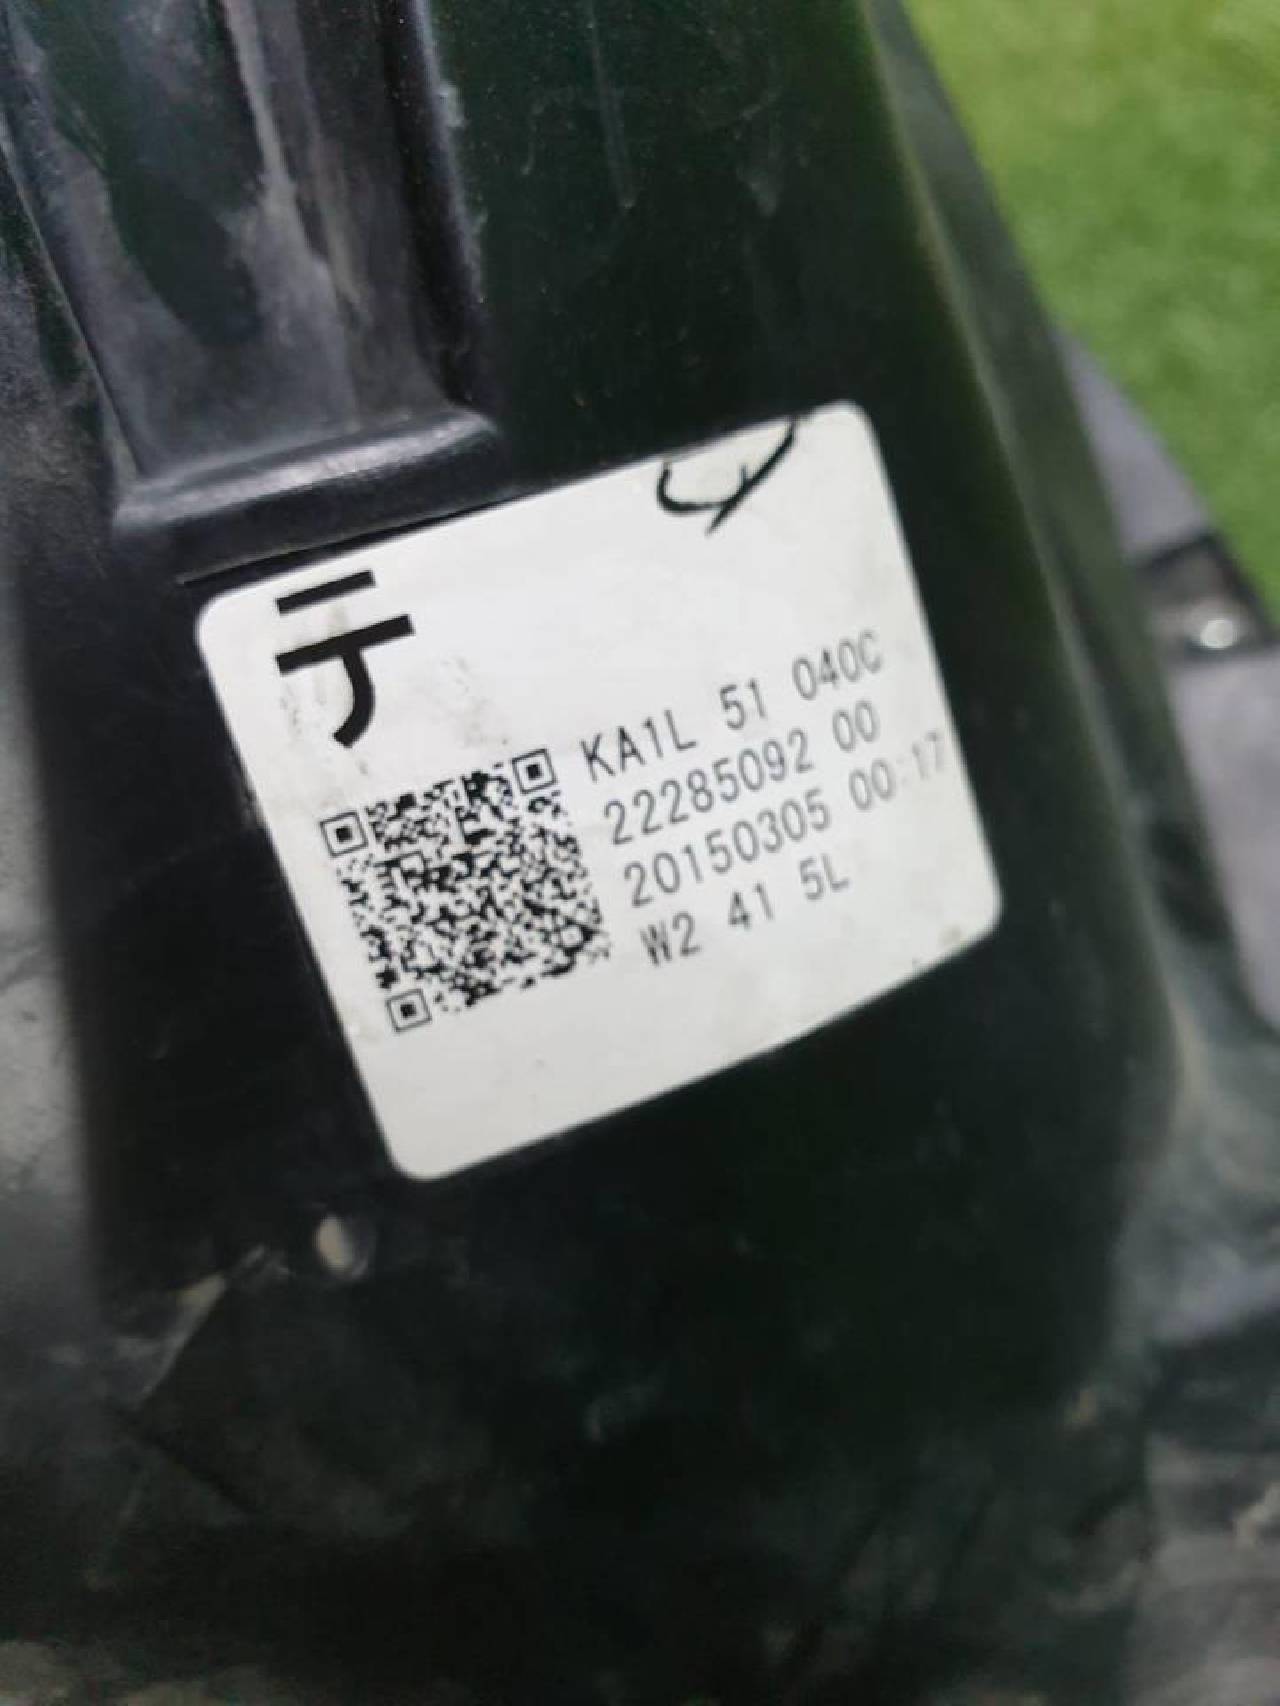 テ
KA1L 51 040C
22285092 00
20150305 00:17
W2 41 5L